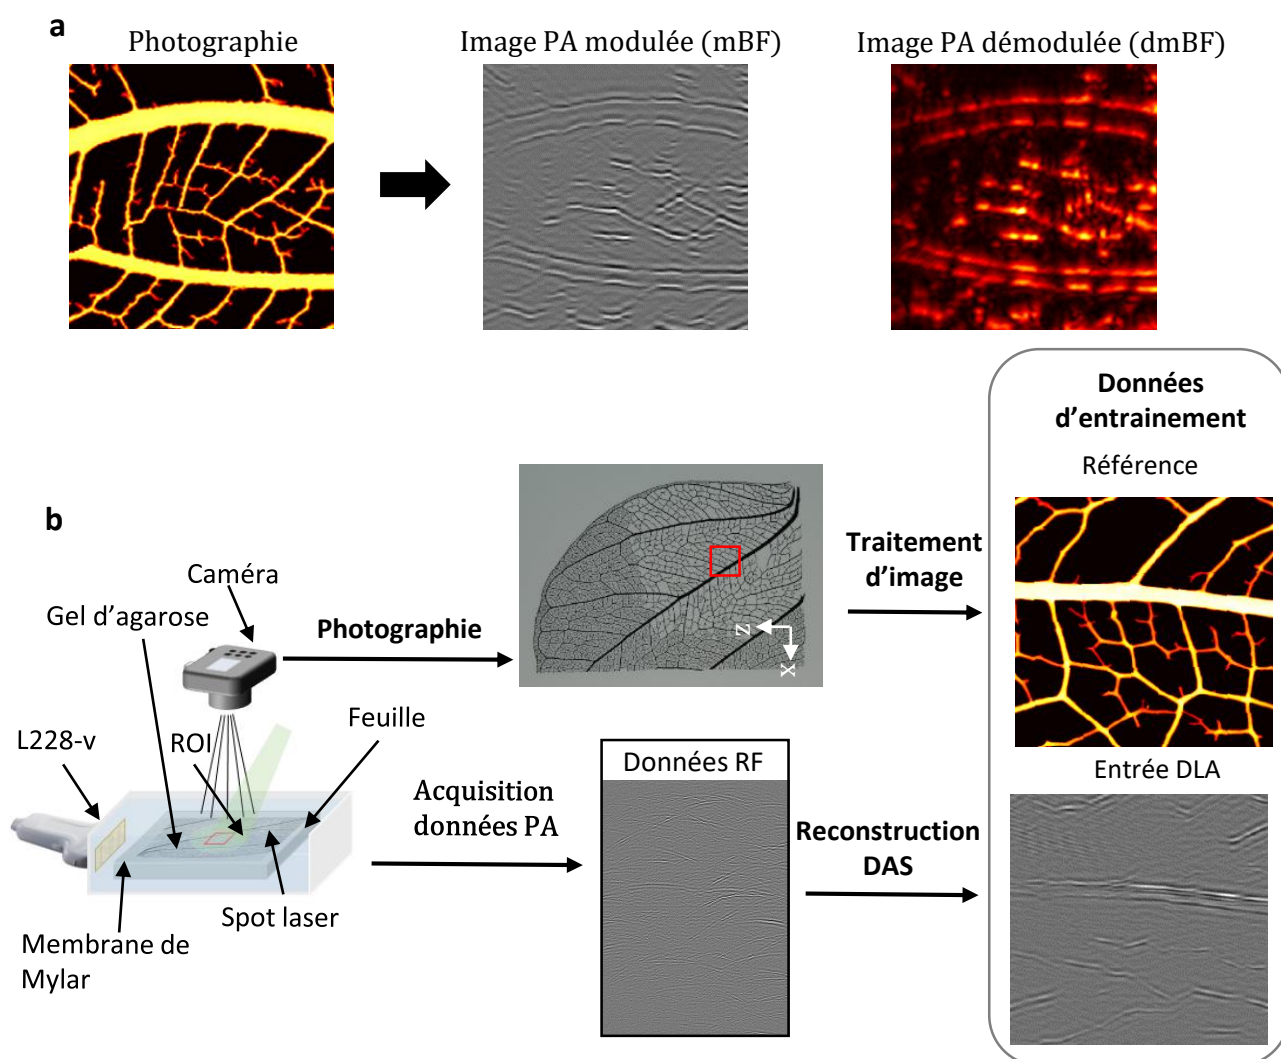 a
Photographie
Image PA modulée (mBF)
Image PA démodulée (dmBF)
Données
d’entrainement
Référence
b
Caméra
Gel d’agarose
Photographie
Z
X
Traitement
d’image
L228-v
ROI
Feuille
Spot laser
Membrane de
Mylar
Acquisition
données PA
Données RF
Reconstruction
DAS
Entrée DLA